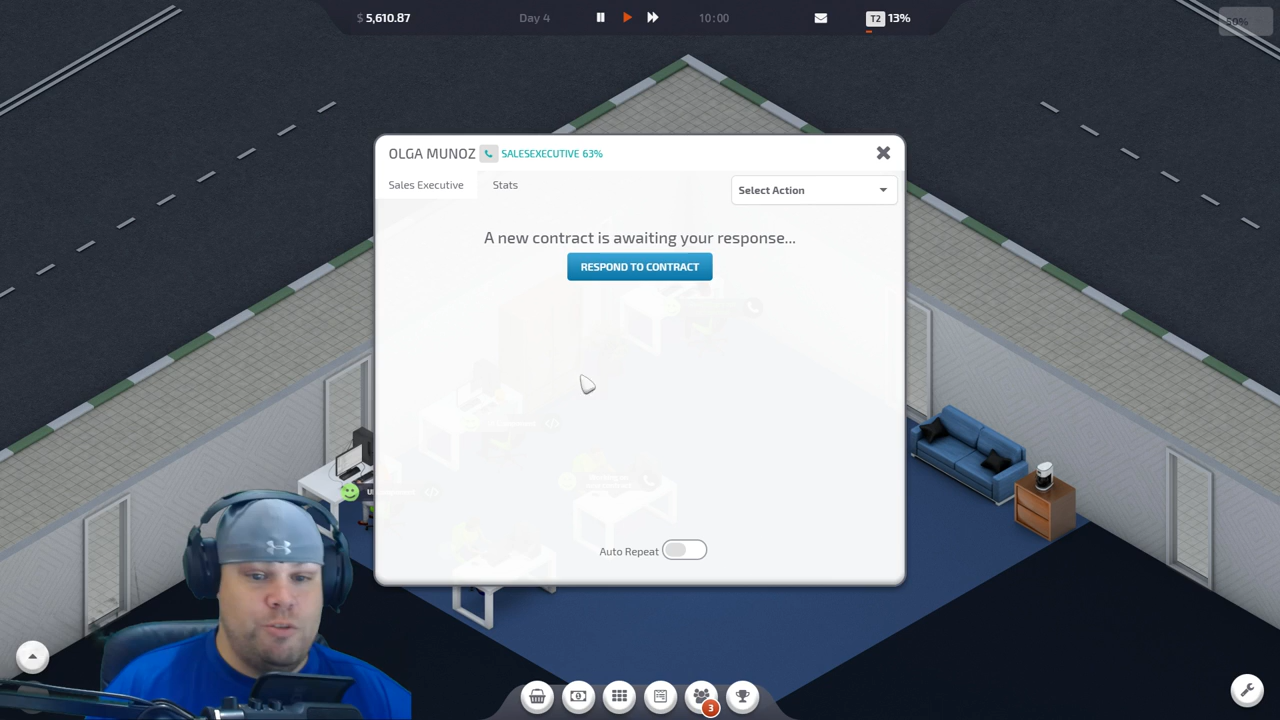 $ 5,610.87
Day 4
10:00
T2 13%
50%
OLGA MUNOZ
SALESEXECUTIVE 63%
Sales Executive
Stats
Select Action
A new contract is awaiting your response...
RESPOND TO CONTRACT
Auto Repeat
3